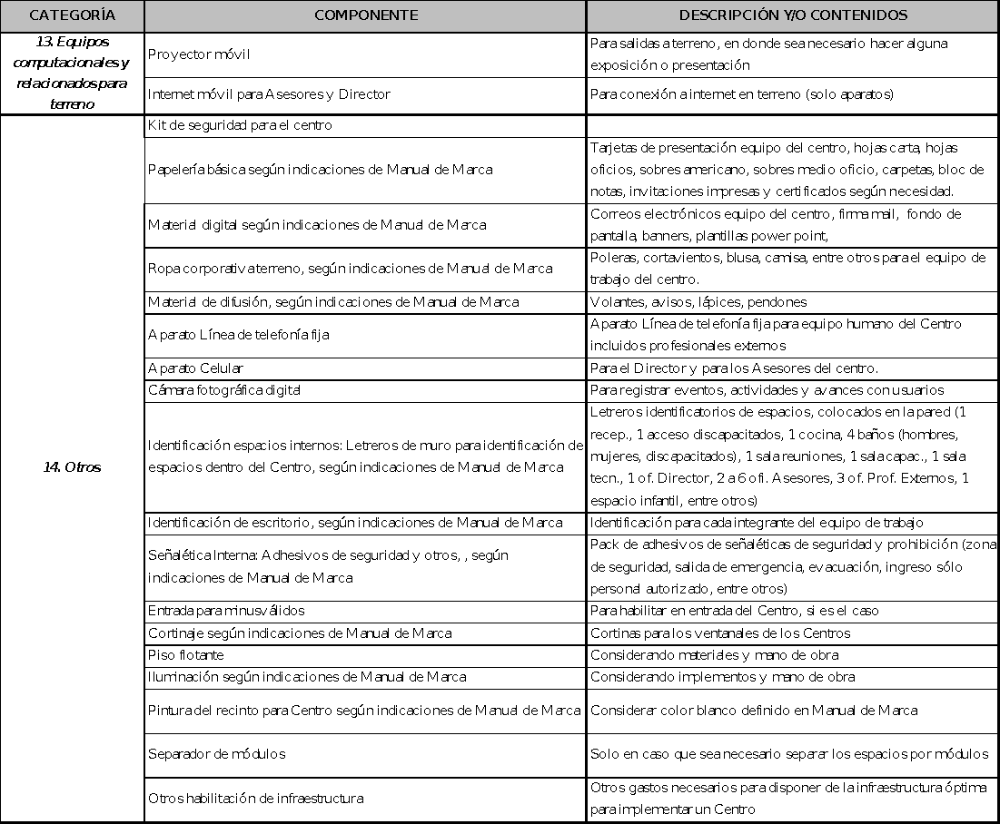 CATEGORÍA COMPONENTE DESCRIPCIÓN Y/O CONTENIDOS
13. Equipos
computacionales y
relacionados para
terreno
Proyector móvil
Para salidas a terreno, en donde sea necesario hacer alguna
exposición o presentación
Internet móvil para Asesores y Director
Para conexión a internet en terreno (solo aparatos)
14. Otros
Kit de seguridad para el centro
Papelería básica según indicaciones de Manual de Marca
Tarjetas de presentación equipo del centro, hojas carta, hojas
oficios, sobres americano, sobres medio oficio, carpetas, bloc de
notas, invitaciones impresas y certificados según necesidad.
Material digital según indicaciones de Manual de Marca
Correos electrónicos equipo del centro, firma mail, fondo de
pantalla, banners, plantillas power point,
Ropa corporativa terreno, según indicaciones de Manual de Marca
Poleras, cortavientos, blusa, camisa, entre otros para el equipo de
trabajo del centro.
Material de difusión, según indicaciones de Manual de Marca
Volantes, avisos, lápices, pendones
Aparato Línea de telefonía fija
Aparato Línea de telefonía fija para equipo humano del Centro
incluidos profesionales externos
Aparato Celular
Para el Director y para los Asesores del centro.
Cámara fotográfica digital
Para registrar eventos, actividades y avances con usuarios
Identificación espacios internos: Letreros de muro para identificación de
espacios dentro del Centro, según indicaciones de Manual de Marca
Letreros identificatorios de espacios, colocados en la pared (1
recep., 1 acceso discapacitados, 1 cocina, 4 baños (hombres,
mujeres, discapacitados), 1 sala reuniones, 1 sala capac., 1 sala
tecn., 1 of. Director, 2 a 6 ofi. Asesores, 3 of. Prof. Externos, 1
espacio infantil, entre otros)
Identificación de escritorio, según indicaciones de Manual de Marca
Identificación para cada integrante del equipo de trabajo
Señalética Interna: Adhesivos de seguridad y otros, , según
indicaciones de Manual de Marca
Pack de adhesivos de señaléticas de seguridad y prohibición (zona
de seguridad, salida de emergencia, evacuación, ingreso sólo
personal autorizado, entre otros)
Entrada para minusválidos
Para habilitar en entrada del Centro, si es el caso
Cortinaje según indicaciones de Manual de Marca
Cortinas para los ventanales de los Centros
Piso flotante
Considerando materiales y mano de obra
Iluminación según indicaciones de Manual de Marca
Considerando implementos y mano de obra
Pintura del recinto para Centro según indicaciones de Manual de Marca
Considerar color blanco definido en Manual de Marca
Separador de módulos
Solo en caso que sea necesario separar los espacios por módulos
Otros habilitación de infraestructura
Otros gastos necesarios para disponer de la infraestructura óptima
para implementar un Centro